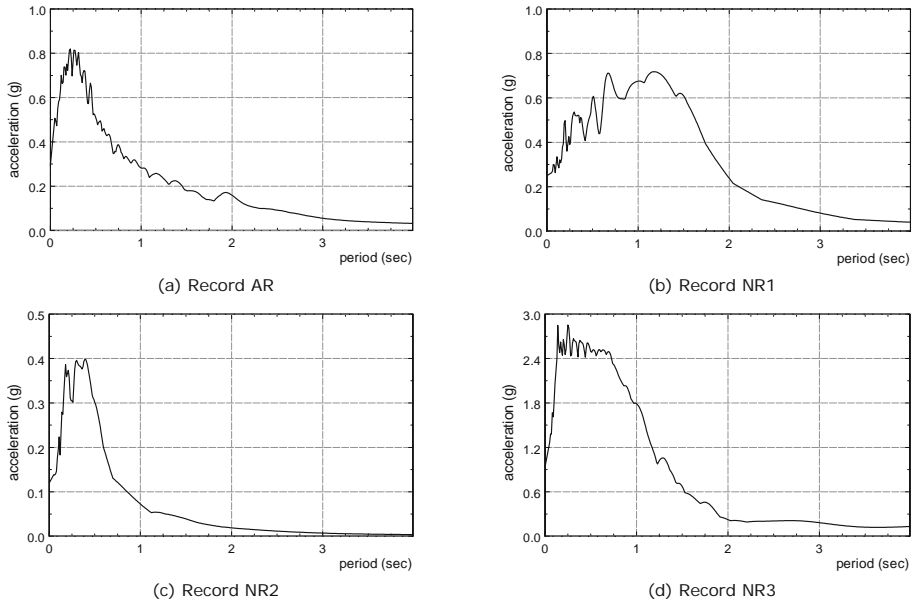 1.0
0.8
0.6
0.4
0.2
0.0
acceleration (g)
0 1 2 3
period (sec)
(a) Record AR
1.0
0.8
0.6
0.4
0.2
0.0
acceleration (g)
0 1 2 3
period (sec)
(b) Record NR1
0.5
0.4
0.3
0.2
0.1
0.0
acceleration (g)
0 1 2 3
period (sec)
(c) Record NR2
3.0
2.4
1.8
1.2
0.6
0.0
acceleration (g)
0 1 2 3
period (sec)
(d) Record NR3